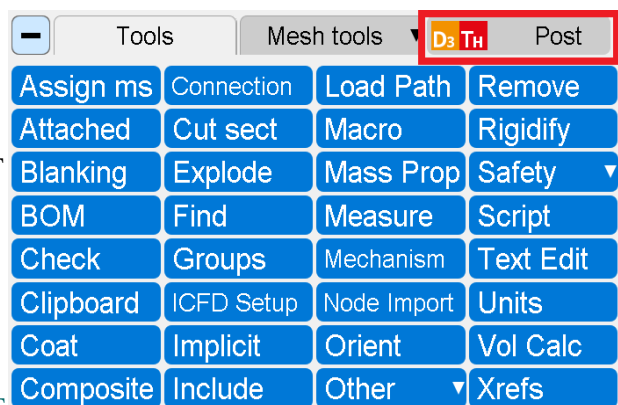 − Tools Mesh tools ▼ D3 TH Post
Assign ms Connection Load Path Remove
Attached Cut sect Macro Rigidify
Blanking Explode Mass Prop Safety ▼
BOM Find Measure Script
Check Groups Mechanism Text Edit
Clipboard ICFD Setup Node Import Units
Coat Implicit Orient Vol Calc
Composite Include Other ▼ Xrefs